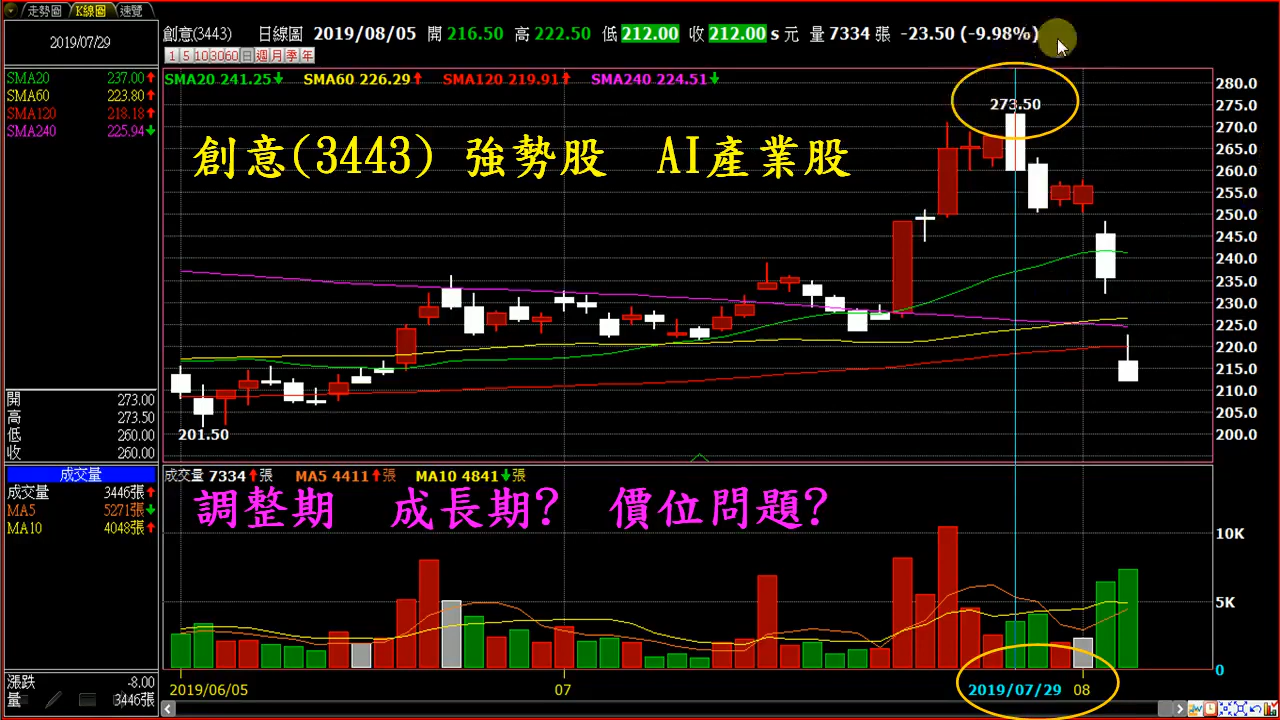 走勢圖 K線圖 速覽
2019/07/29
創意(3443) 日線圖 2019/08/05 開 216.50 高 222.50 低 212.00 收 212.00 s 元 量 7334 張 -23.50 (-9.98%)
1 5 10 30 60 日 週 月 季 年
SMA20 237.00
SMA60 223.80
SMA120 218.18
SMA240 225.94
SMA20 241.25 SMA60 226.29 SMA120 219.91 SMA240 224.51
273.50
創意(3443) 強勢股 AI產業股
280.0
275.0
270.0
265.0
260.0
255.0
250.0
245.0
240.0
235.0
230.0
225.0
220.0
215.0
210.0
205.0
200.0
201.50
開 273.00
高 273.50
低 260.00
收 260.00
成交量
成交量 3446張
MA5 5271張
MA10 4048張
成交量 7334 張 MA5 4411 張 MA10 4841 張
調整期 成長期? 價位問題?
10K
5K
0
漲跌 -8.00
量 3446張
2019/06/05 07 2019/07/29 08